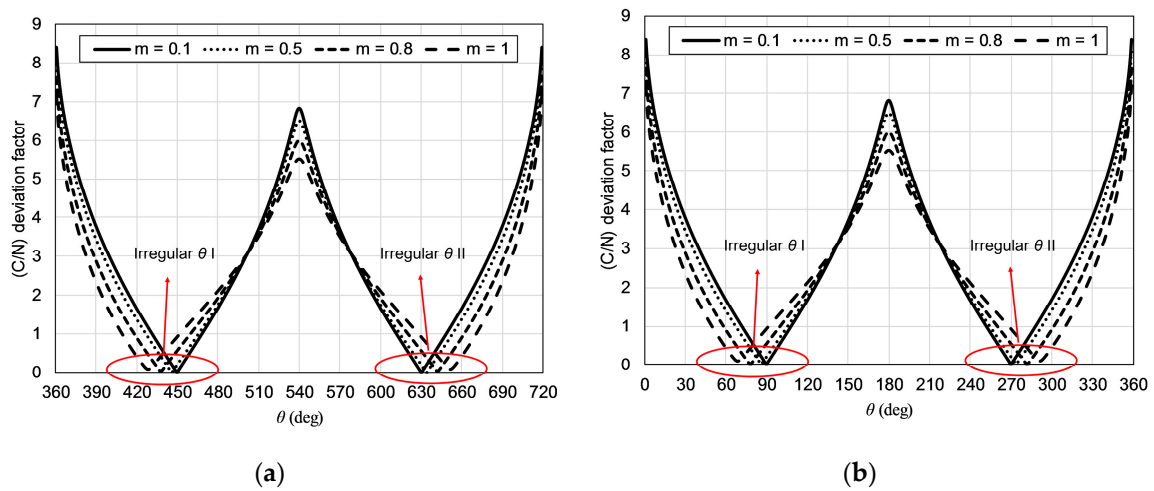 9
8
7
6
5
4
3
2
1
0
(C/N) deviation factor
m = 0.1 m = 0.5 m = 0.8 m = 1
Irregular θ I
Irregular θ II
360 390 420 450 480 510 540 570 600 630 660 690 720
θ (deg)
(a)
9
8
7
6
5
4
3
2
1
0
(C/N) deviation factor
m = 0.1 m = 0.5 m = 0.8 m = 1
Irregular θ I
Irregular θ II
0 30 60 90 120 150 180 210 240 270 300 330 360
θ (deg)
(b)